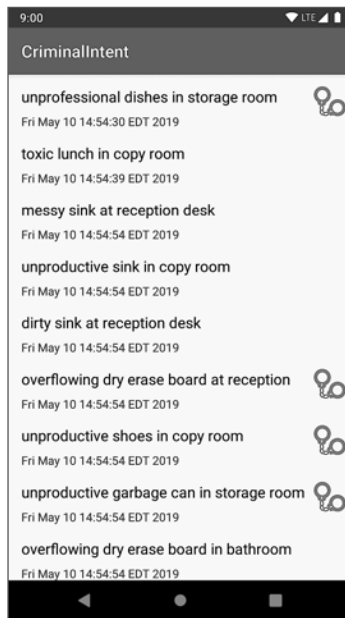 9:00 LTE
CriminalIntent
unprofessional dishes in storage room
Fri May 10 14:54:30 EDT 2019
toxic lunch in copy room
Fri May 10 14:54:39 EDT 2019
messy sink at reception desk
Fri May 10 14:54:54 EDT 2019
unproductive sink in copy room
Fri May 10 14:54:54 EDT 2019
dirty sink at reception desk
Fri May 10 14:54:54 EDT 2019
overflowing dry erase board at reception
Fri May 10 14:54:54 EDT 2019
unproductive shoes in copy room
Fri May 10 14:54:54 EDT 2019
unproductive garbage can in storage room
Fri May 10 14:54:54 EDT 2019
overflowing dry erase board in bathroom
Fri May 10 14:54:54 EDT 2019